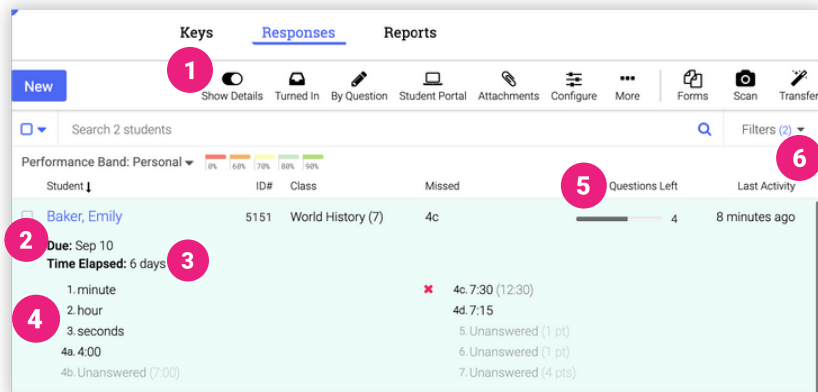 Keys Responses Reports
1
New Show Details Turned In By Question Student Portal Attachments Configure More Forms Scan Transfer
Search 2 students Filters (2)
6
Performance Band: Personal 0% 60% 70% 80% 90%
5
Student ID# Class Missed Questions Left Last Activity
Baker, Emily 5151 World History (7) 4c 4 8 minutes ago
2
Due: Sep 10
Time Elapsed: 6 days
3
1. minute 4c. 7:30 (12:30)
2. hour 4d. 7:15
4
3. seconds 5. Unanswered (1 pt)
4a. 4:00 6. Unanswered (1 pt)
4b. Unanswered (7:00) 7. Unanswered (4 pts)